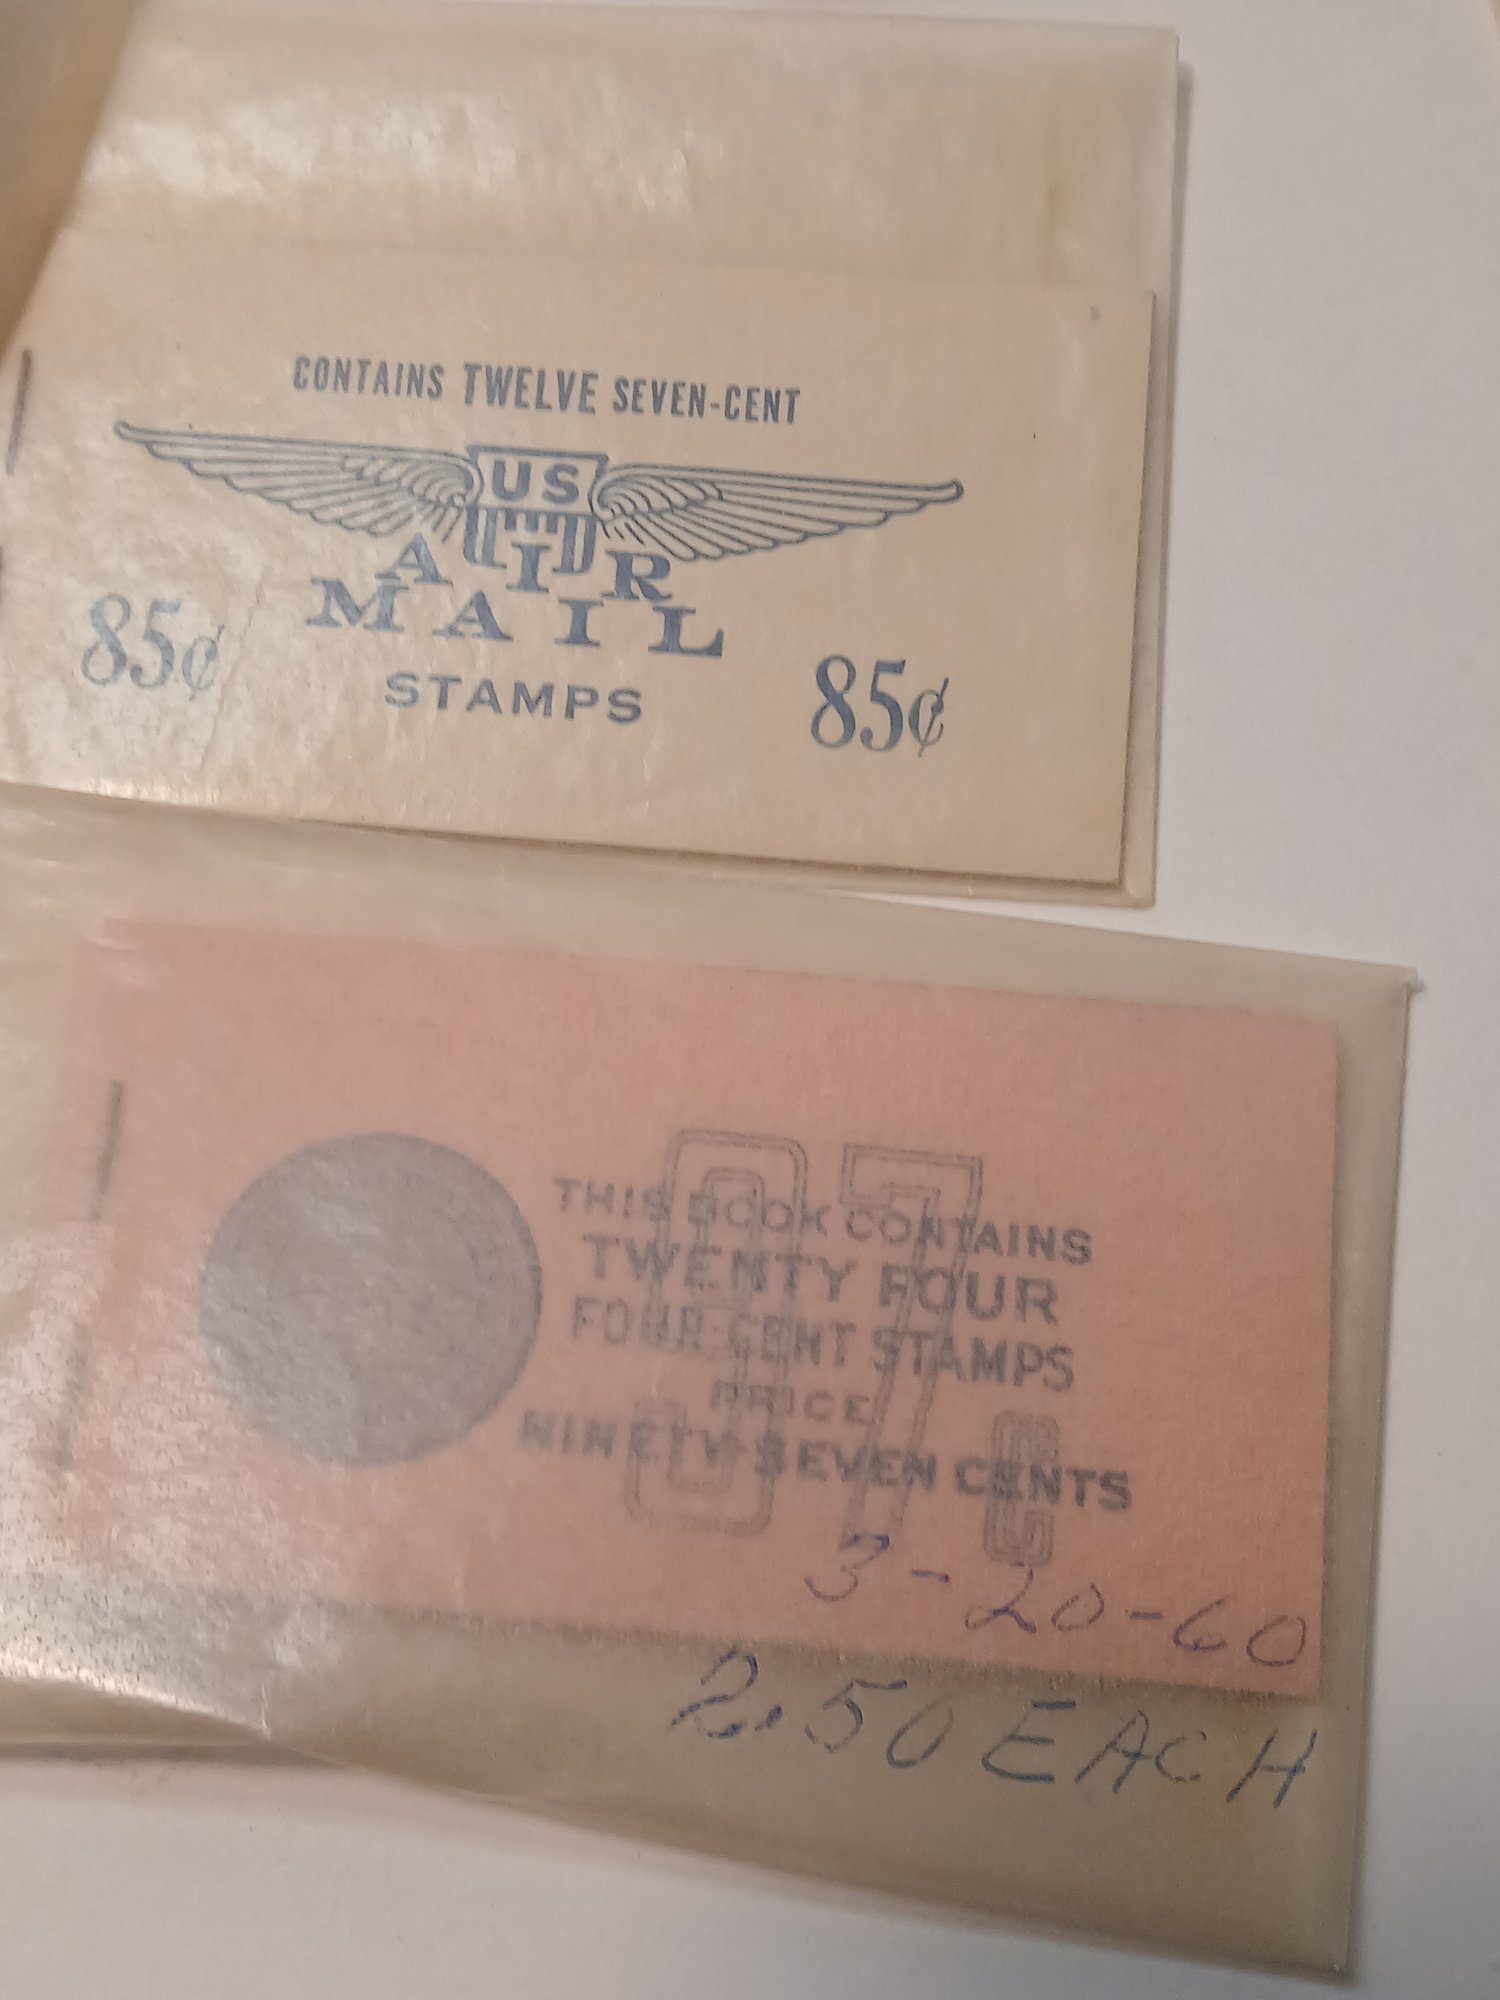 CONTAINS TWELVE SEVEN-CENT
US
AIR
MAIL
STAMPS
85¢
85¢
97¢
THIS BOOK CONTAINS
TWENTY FOUR
FOUR-CENT STAMPS
PRICE
NINETY-SEVEN CENTS
3-20-60
2.50 EACH